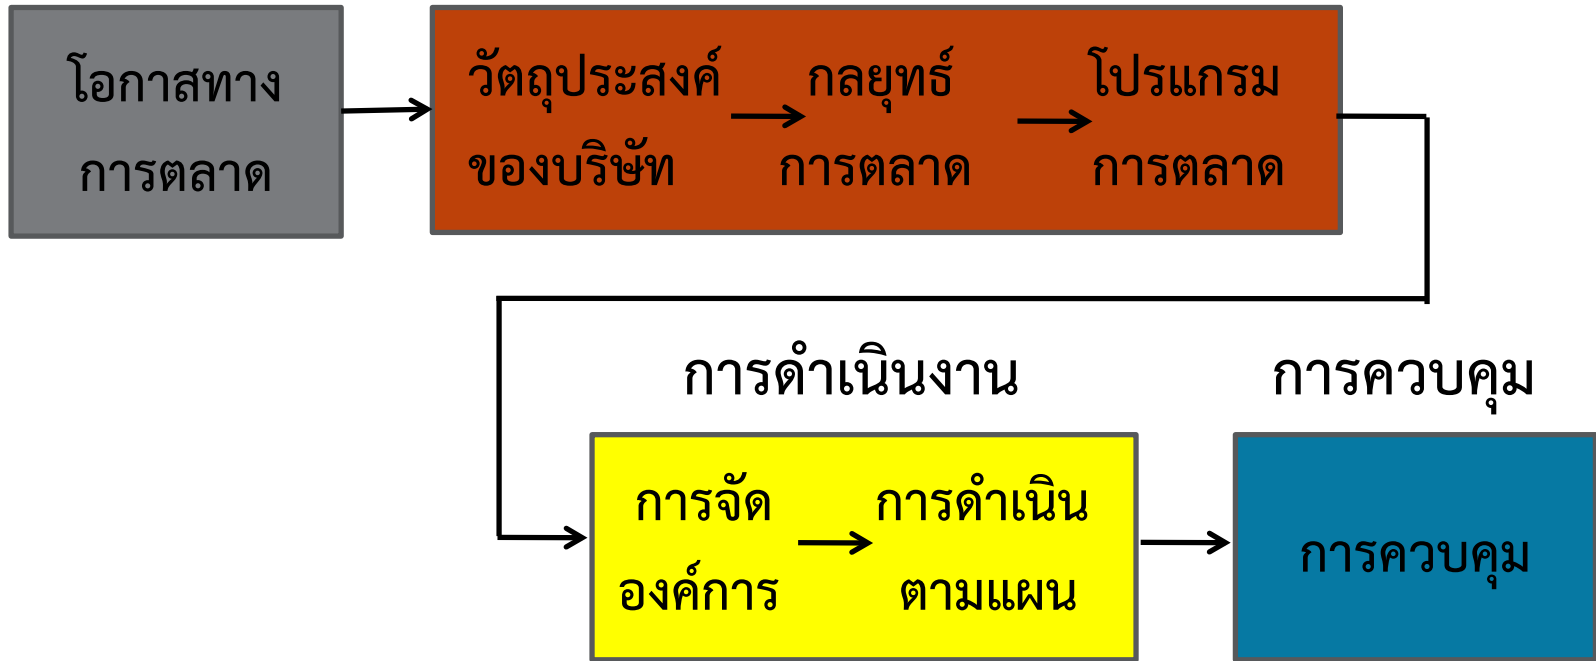 โอกาสทาง
การตลาด
วัตถุประสงค์
ของบริษัท
กลยุทธ์
การตลาด
โปรแกรม
การตลาด
การดำเนินงาน
การจัด
องค์การ
การดำเนิน
ตามแผน
การควบคุม
การควบคุม